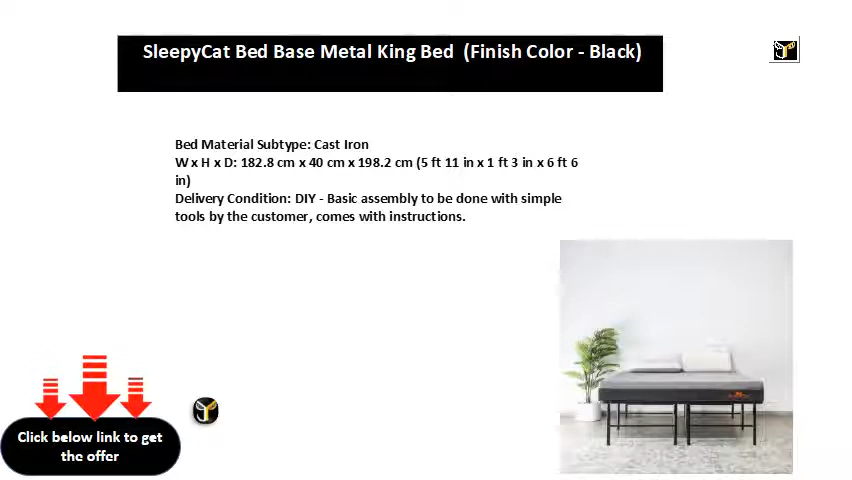 SleepyCat Bed Base Metal King Bed (Finish Color - Black)
Bed Material Subtype: Cast Iron
W x H x D: 182.8 cm x 40 cm x 198.2 cm (5 ft 11 in x 1 ft 3 in x 6 ft 6
in)
Delivery Condition: DIY - Basic assembly to be done with simple
tools by the customer, comes with instructions.
Click below link to get
the offer